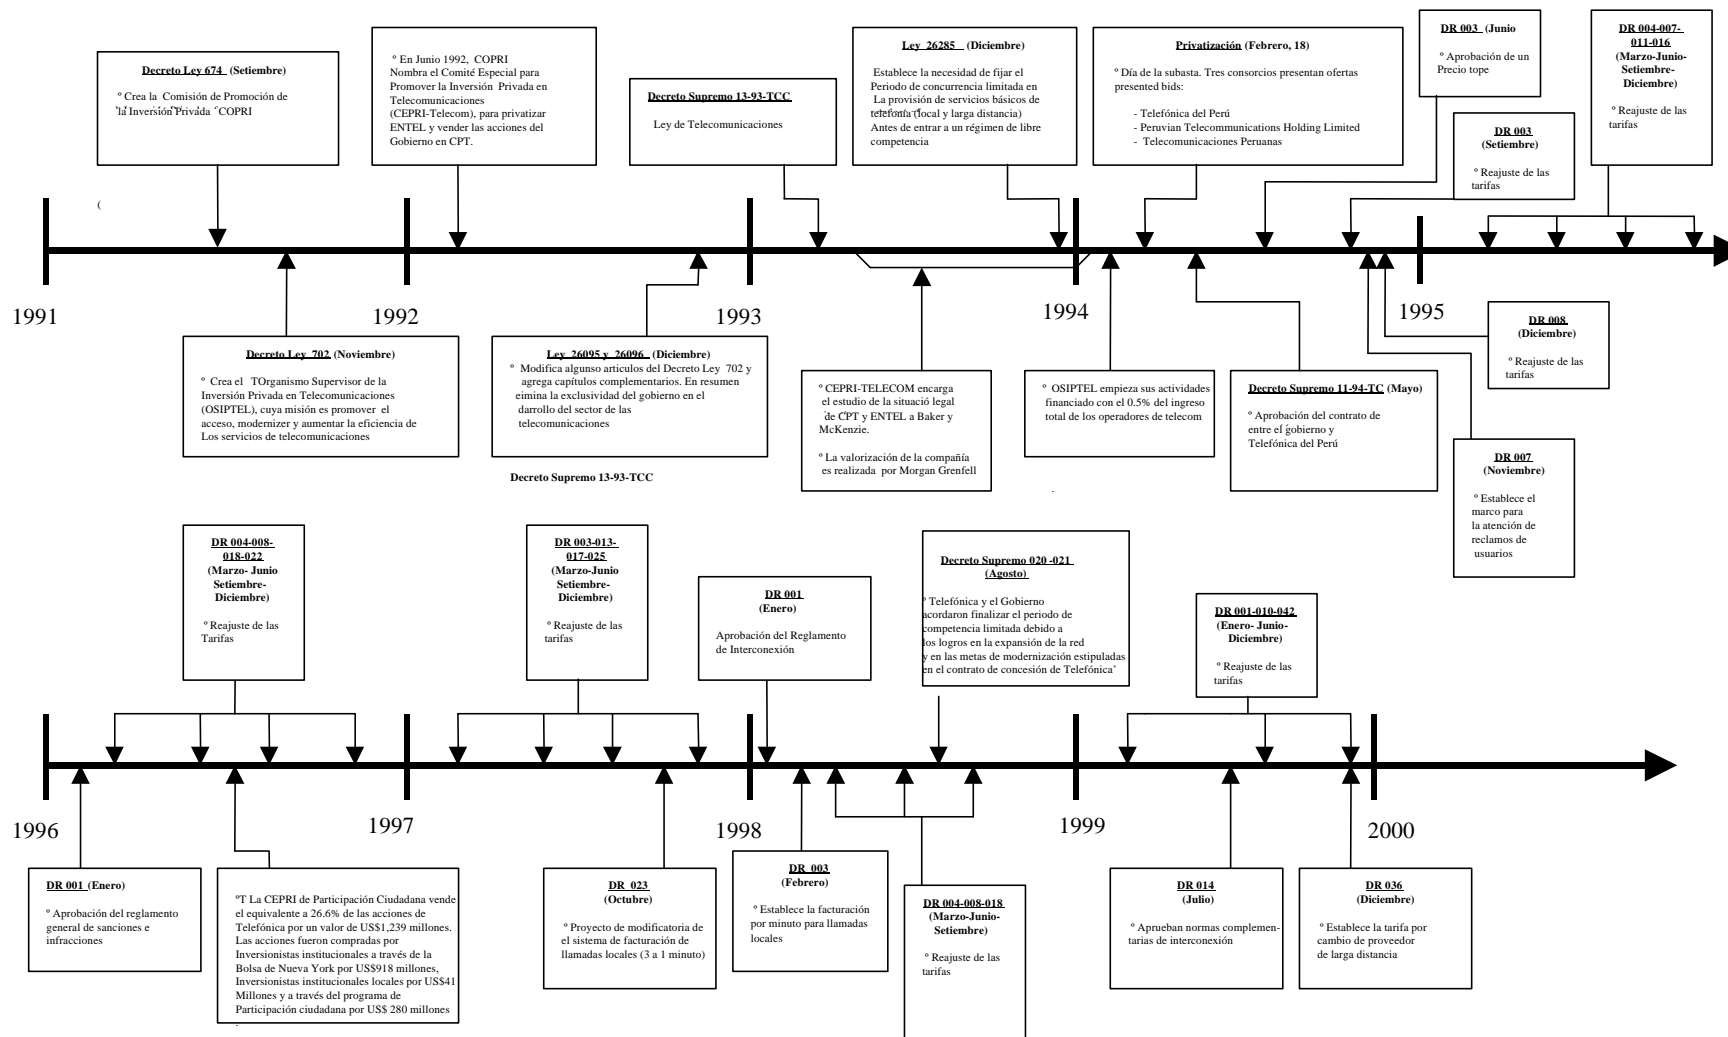 Decreto Ley 674 (Setiembre)
º Crea la Comisión de Promoción de
la Inversión Privada COPRI
º En Junio 1992, COPRI
Nombra el Comité Especial para
Promover la Inversión Privada en
Telecomunicaciones
(CEPRI-Telecom), para privatizar
ENTEL y vender las acciones del
Gobierno en CPT.
Decreto Supremo 13-93-TCC
Ley de Telecomunicaciones
Ley 26285 (Diciembre)
Establece la necesidad de fijar el
Periodo de concurrencia limitada en
La provisión de servicios básicos de
telefonía (local y larga distancia)
Antes de entrar a un régimen de libre
competencia
Privatización (Febrero, 18)
º Día de la subasta. Tres consorcios presentan ofertas
presented bids:
- Telefónica del Perú
- Peruvian Telecommunications Holding Limited
- Telecomunicaciones Peruanas
DR 003 (Junio
º Aprobación de un
Precio tope
DR 003
(Setiembre)
º Reajuste de las
tarifas
DR 004-007-
011-016
(Marzo-Junio-
Setiembre-
Diciembre)
º Reajuste de las
tarifas
(
1991
1992
1993
1994
1995
Decreto Ley 702 (Noviembre)
º Crea el TOrganismo Supervisor de la
Inversión Privada en Telecomunicaciones
(OSIPTEL), cuya misión es promover el
acceso, modernizer y aumentar la eficiencia de
Los servicios de telecomunicaciones
Ley 26095 y 26096 (Diciembre)
º Modifica algunso articulos del Decreto Ley 702 y
agrega capítulos complementarios. En resumen
eimina la exclusividad del gobierno en el
darrollo del sector de las
telecomunicaciones
Decreto Supremo 13-93-TCC
º CEPRI-TELECOM encarga
el estudio de la situació legal
de CPT y ENTEL a Baker y
McKenzie.
º La valorización de la compañía
es realizada por Morgan Grenfell
º OSIPTEL empieza sus actividades
financiado con el 0.5% del ingreso
total de los operadores de telecom
Decreto Supremo 11-94-TC (Mayo)
º Aprobación del contrato de
entre el gobierno y
Telefónica del Perú
DR 008
(Diciembre)
º Reajuste de las
tarifas
DR 007
(Noviembre)
º Establece el
marco para
la atención de
reclamos de
usuarios
DR 004-008-
018-022
(Marzo- Junio
Setiembre-
Diciembre)
º Reajuste de las
Tarifas
DR 003-013-
017-025
(Marzo-Junio
Setiembre-
Diciembre)
º Reajuste de las
tarifas
DR 001
(Enero)
Aprobación del Reglamento
de Interconexión
Decreto Supremo 020 -021
(Agosto)
º Telefónica y el Gobierno
acordaron finalizar el periodo de
competencia limitada debido a
los logros en la expansión de la red
y en las metas de modernización estipuladas
en el contrato de concesión de Telefónica'
DR 001-010-042
(Enero- Junio-
Diciembre)
º Reajuste de las
tarifas
1996
1997
1998
1999
2000
DR 001 (Enero)
º Aprobación del reglamento
general de sanciones e
infracciones
ºT La CEPRI de Participación Ciudadana vende
el equivalente a 26.6% de las acciones de
Telefónica por un valor de US$1,239 millones.
Las acciones fueron compradas por
Inversionistas institucionales a través de la
Bolsa de Nueva York por US$918 millones,
Inversionistas institucionales locales por US$41
Millones y a través del programa de
Participación ciudadana por US$ 280 millones
.
DR 023
(Octubre)
º Proyecto de modificatoria de
el sistema de facturación de
llamadas locales (3 a 1 minuto)
DR 003
(Febrero)
º Establece la facturación
por minuto para llamadas
locales
DR 004-008-018
(Marzo-Junio-
Setiembre)
º Reajuste de las
tarifas
DR 014
(Julio)
º Aprueban normas complemen-
tarias de interconexión
DR 036
(Diciembre)
º Establece la tarifa por
cambio de proveedor
de larga distancia